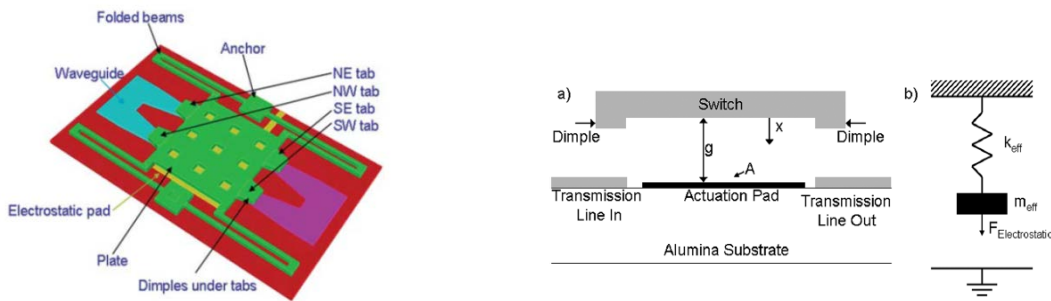 Folded beams
Anchor
Waveguide
NE tab
NW tab
SE tab
SW tab
Electrostatic pad
Plate
Dimples under tabs
a)
Switch
Dimple
x
Dimple
g
A
Transmission
Line In
Actuation Pad
Transmission
Line Out
Alumina Substrate
b)
keff
meff
FElectrostatic